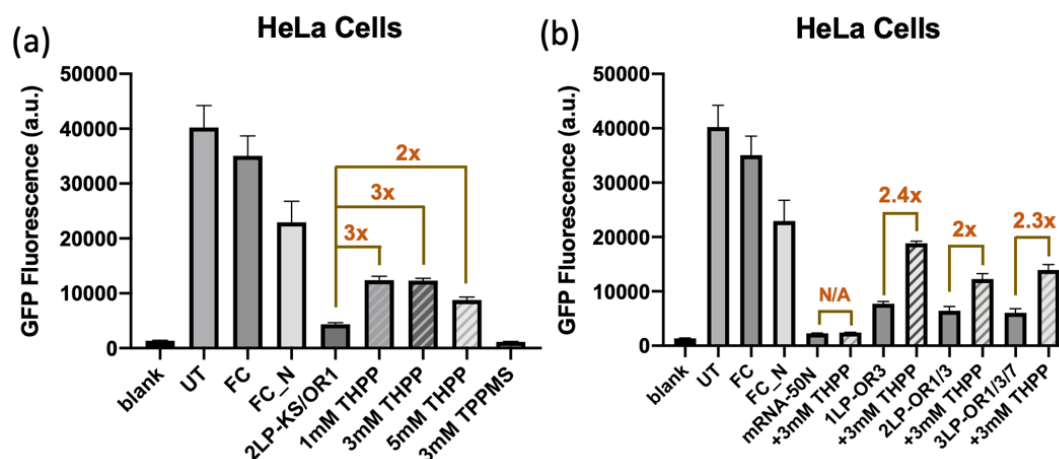 (a)
HeLa Cells
GFP Fluorescence (a.u.)
50000
40000
30000
20000
10000
0
2x
3x
3x
blank
UT
FC
FC_N
2LP-KS/OR1
1mM THPP
3mM THPP
5mM THPP
3mM TPPMS
(b)
HeLa Cells
GFP Fluorescence (a.u.)
50000
40000
30000
20000
10000
0
N/A
2.4x
2x
2.3x
blank
UT
FC
FC_N
mRNA-50N
+3mM THPP
1LP-OR3
+3mM THPP
2LP-OR1/3
+3mM THPP
3LP-OR1/3/7
+3mM THPP